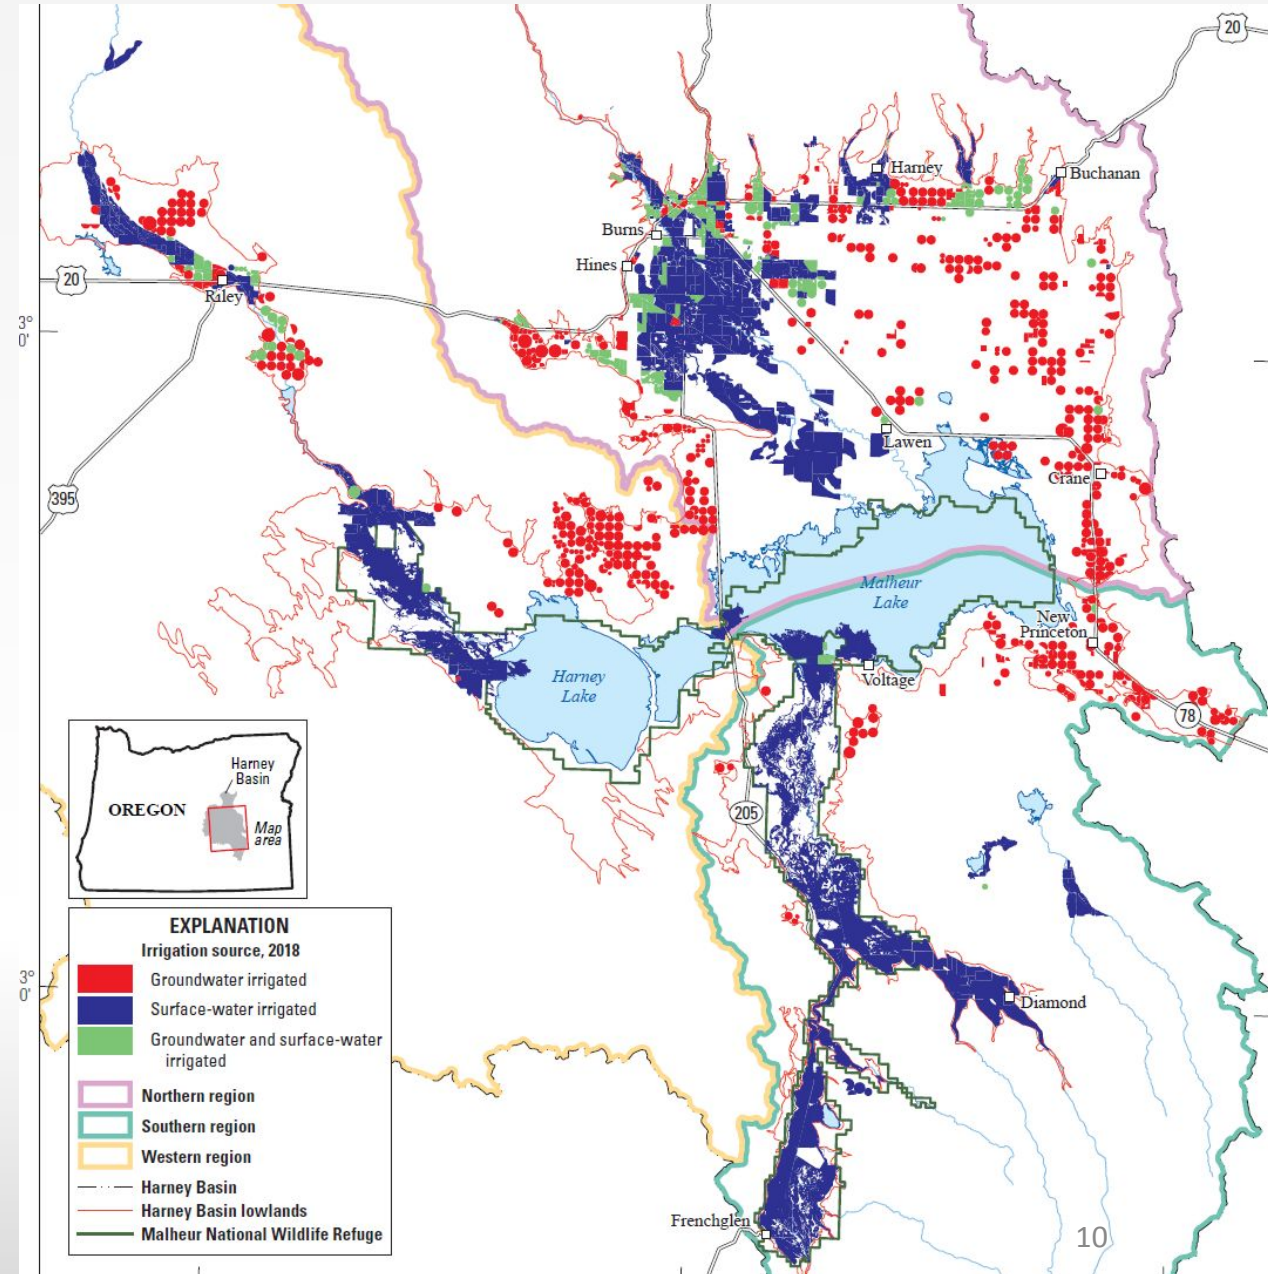 20
Harney
Buchanan
Burns
Hines
20
Riley
3°
0'
Lawen
Crane
395
Malheur
Lake
New
Princeton
Harney
Lake
Voltage
78
Harney
Basin
OREGON
Map
area
205
EXPLANATION
Irrigation source, 2018
Groundwater irrigated
Surface-water irrigated
Groundwater and surface-water
irrigated
Northern region
Southern region
Western region
Harney Basin
Harney Basin lowlands
Malheur National Wildlife Refuge
3°
0'
Diamond
Frenchglen
10